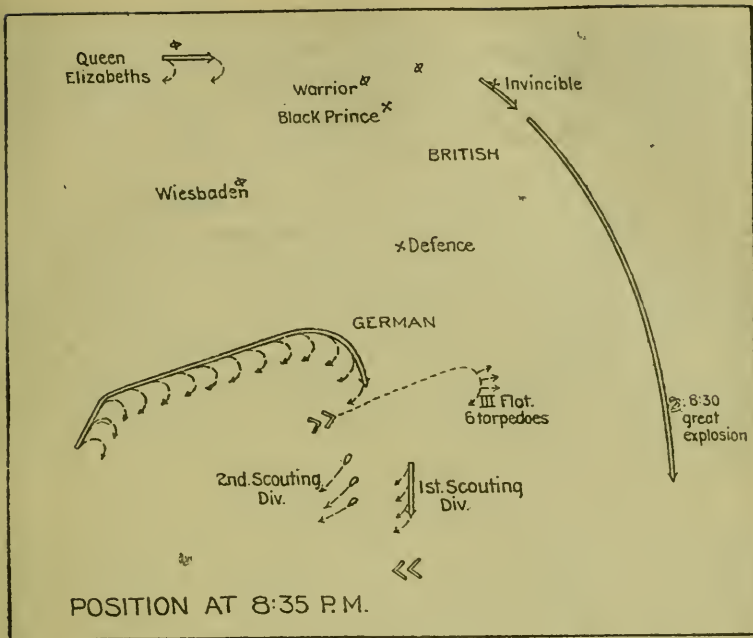 Queen
Elizabeths
Warrior
Black Prince
Invincible
BRITISH
Wiesbaden
Defence
GERMAN
III Flot.
6 torpedoes
8:30
great
explosion
2nd. Scouting
Div.
1st. Scouting
Div.
POSITION AT 8:35 P.M.